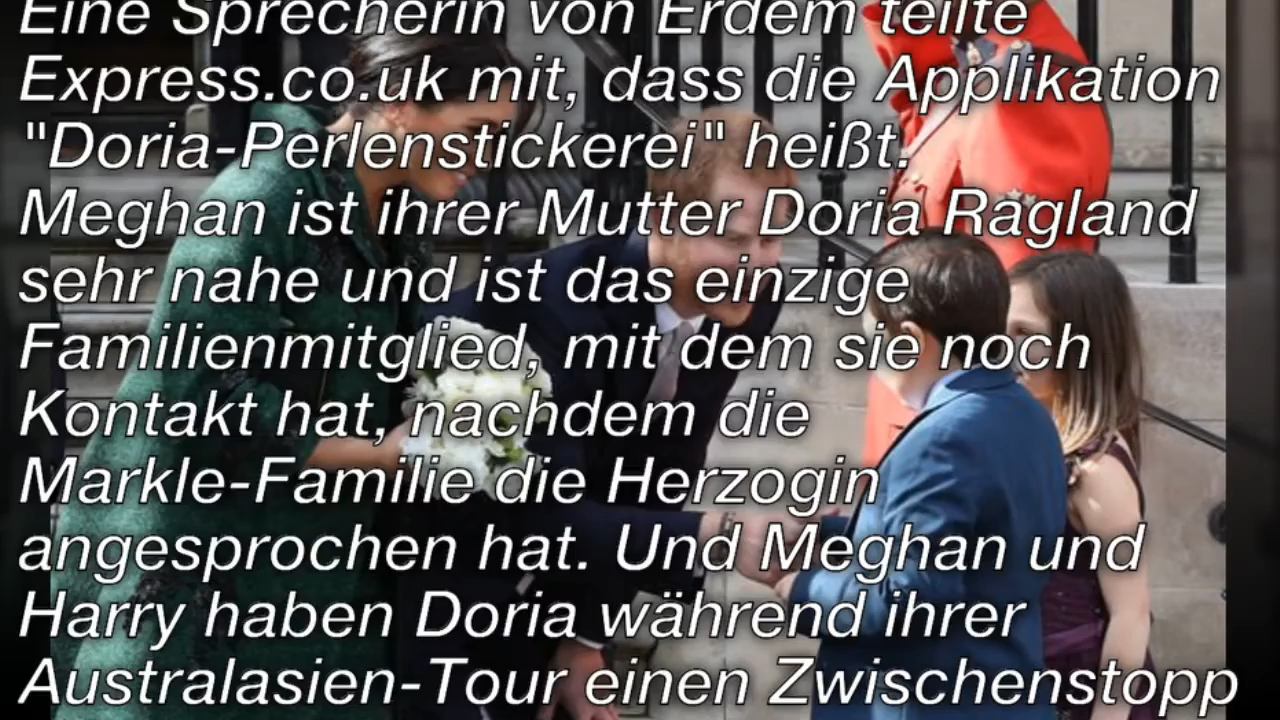 Eine Sprecherin von Erdem teilte
Express.co.uk mit, dass die Applikation
"Doria-Perlenstickerei" heißt.
Meghan ist ihrer Mutter Doria Ragland
sehr nahe und ist das einzige
Familienmitglied, mit dem sie noch
Kontakt hat, nachdem die
Markle-Familie die Herzogin
angesprochen hat. Und Meghan und
Harry haben Doria während ihrer
Australasien-Tour einen Zwischenstopp